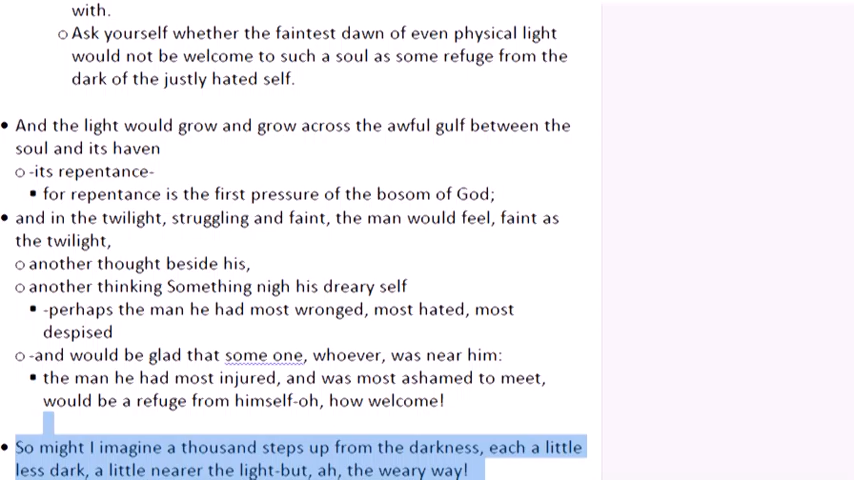 with.
○ Ask yourself whether the faintest dawn of even physical light
would not be welcome to such a soul as some refuge from the
dark of the justly hated self.
• And the light would grow and grow across the awful gulf between the
soul and its haven
○ -its repentance-
▪ for repentance is the first pressure of the bosom of God;
• and in the twilight, struggling and faint, the man would feel, faint as
the twilight,
○ another thought beside his,
○ another thinking Something nigh his dreary self
▪ -perhaps the man he had most wronged, most hated, most
despised
○ -and would be glad that some one, whoever, was near him:
▪ the man he had most injured, and was most ashamed to meet,
would be a refuge from himself-oh, how welcome!
• So might I imagine a thousand steps up from the darkness, each a little
less dark, a little nearer the light-but, ah, the weary way!